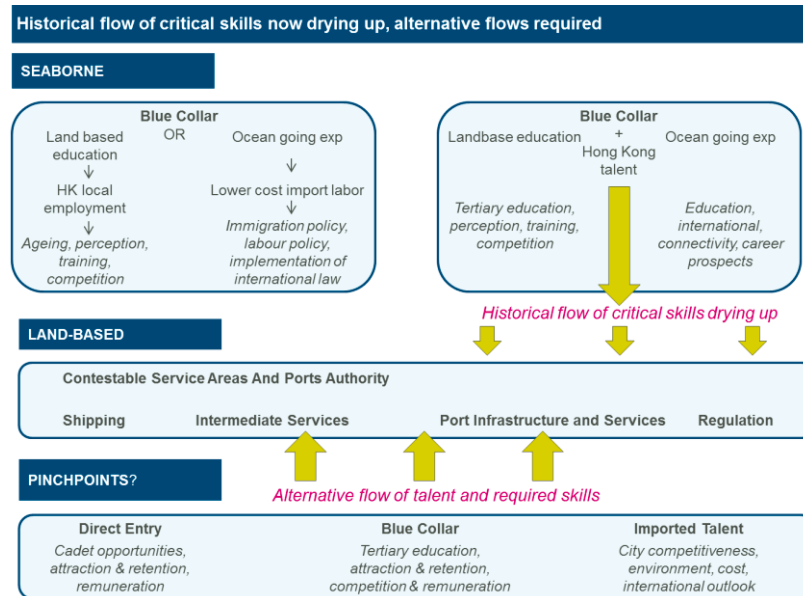 Historical flow of critical skills now drying up, alternative flows required
SEABORNE
Blue Collar
OR
Land based
education
HK local
employment
Ageing, perception,
training,
competition
Ocean going exp
Lower cost import labor
Immigration policy,
labour policy,
implementation of
international law
Blue Collar
+
Hong Kong
talent
Landbase education
Tertiary education,
perception, training,
competition
Ocean going exp
Education,
international,
connectivity, career
prospects
Historical flow of critical skills drying up
LAND-BASED
Contestable Service Areas And Ports Authority
Shipping
Intermediate Services
Port Infrastructure and Services
Regulation
PINCHPOINTS?
Alternative flow of talent and required skills
Direct Entry
Cadet opportunities,
attraction & retention,
remuneration
Blue Collar
Tertiary education,
attraction & retention,
competition & remuneration
Imported Talent
City competitiveness,
environment, cost,
international outlook